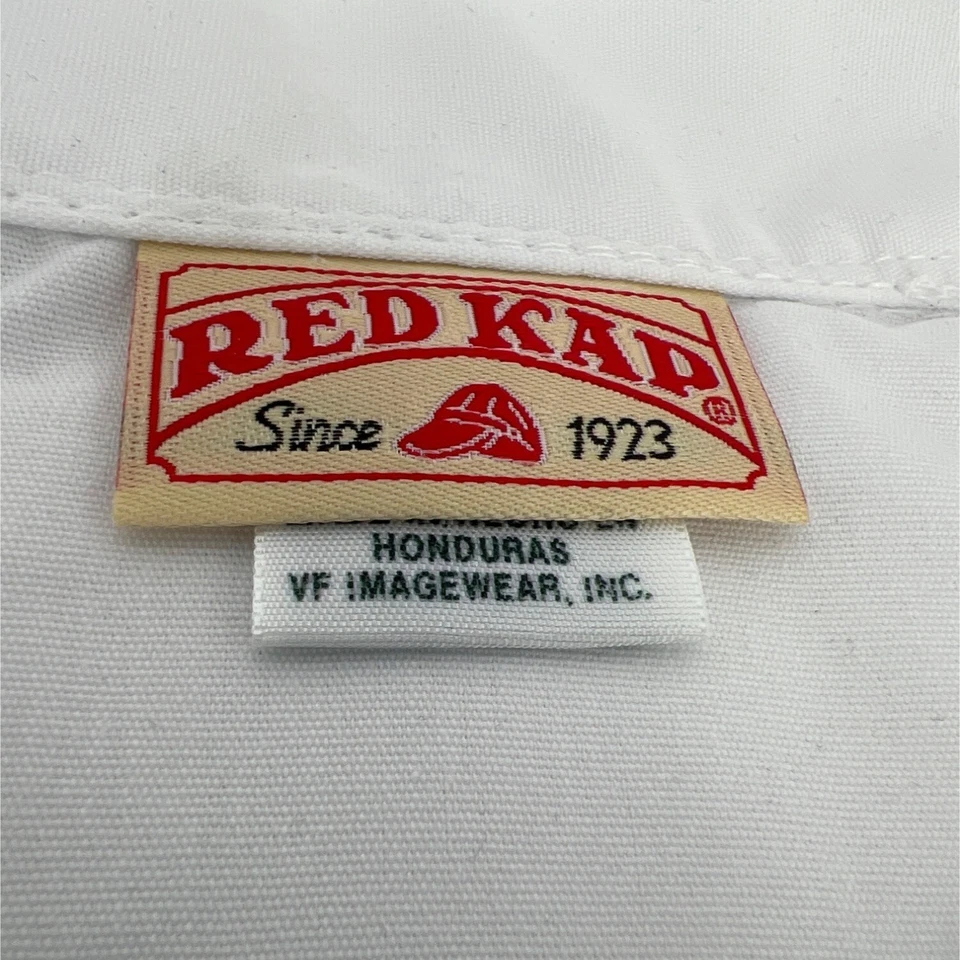 RED KAP ®
Since 1923
HONDURAS
VF IMAGEWEAR, INC.